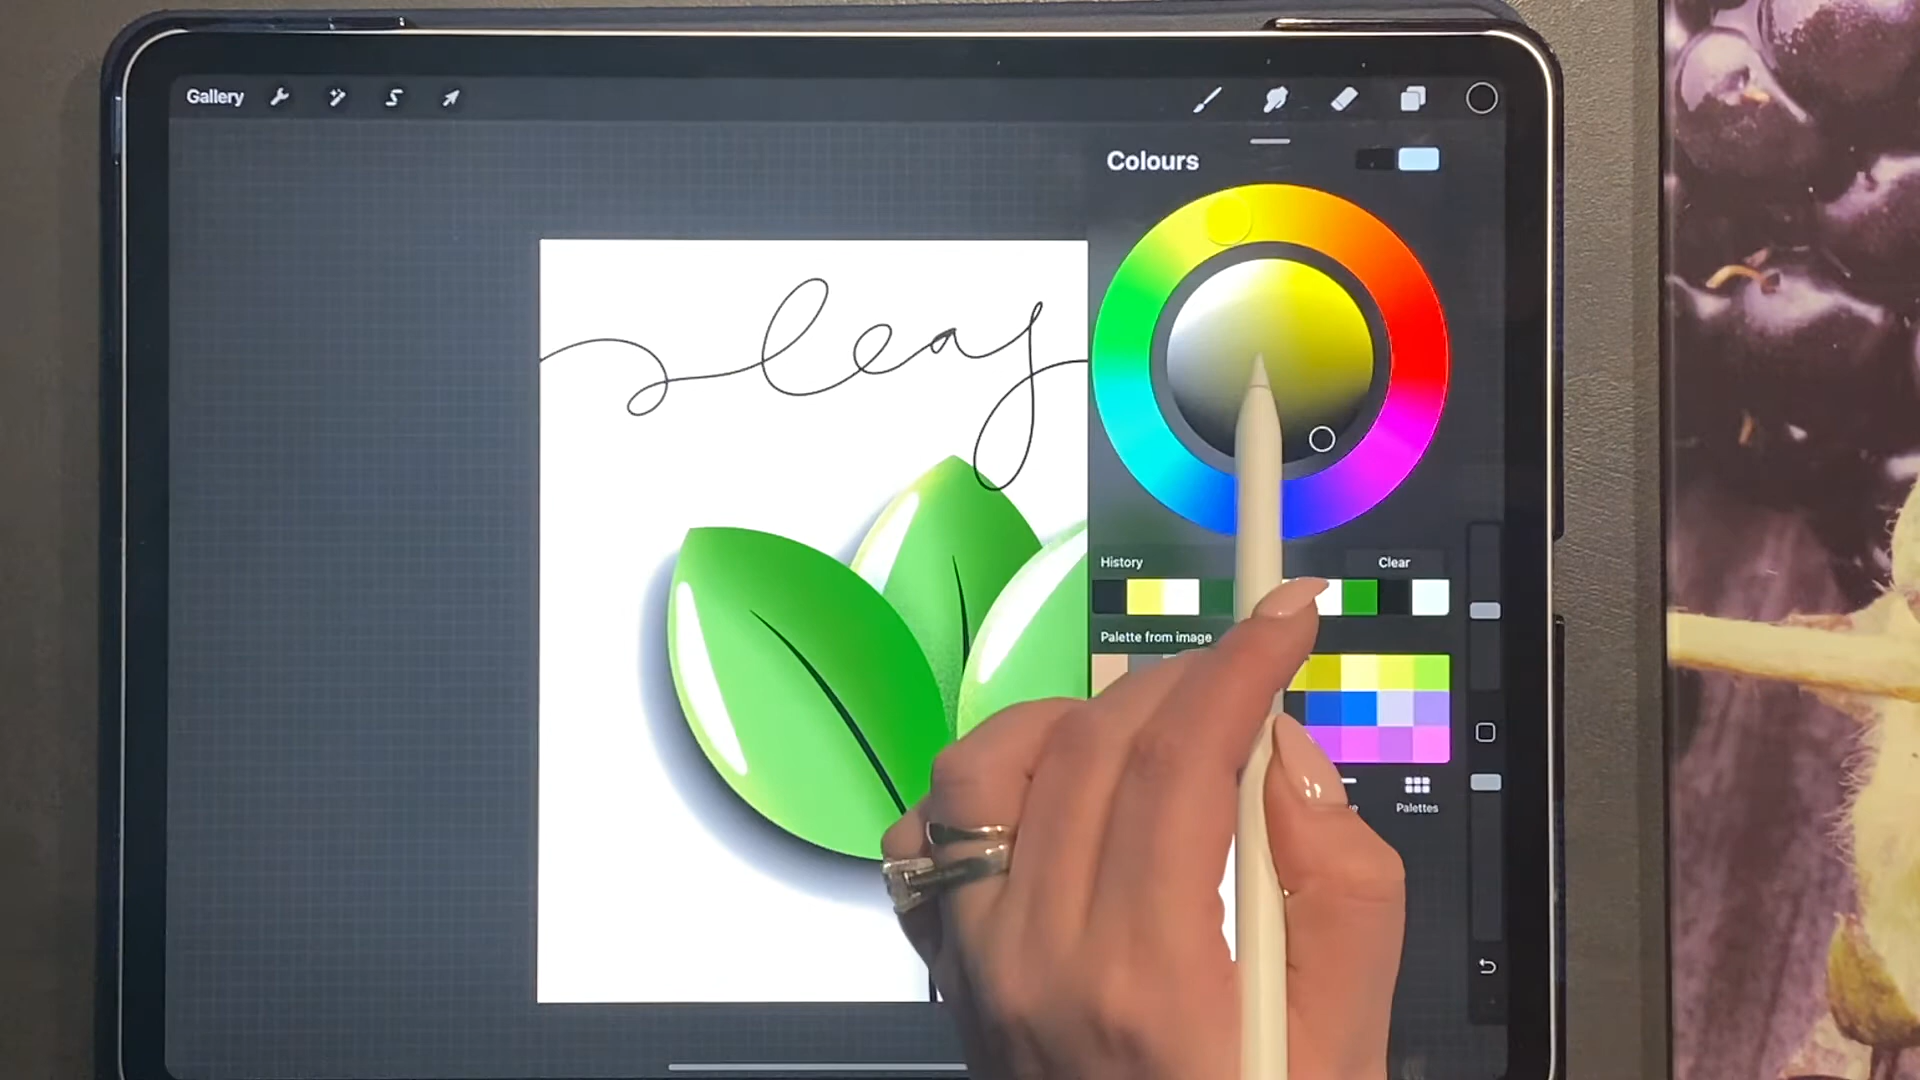 Gallery
Colours
leaf
History
Clear
Palette from image
Palettes